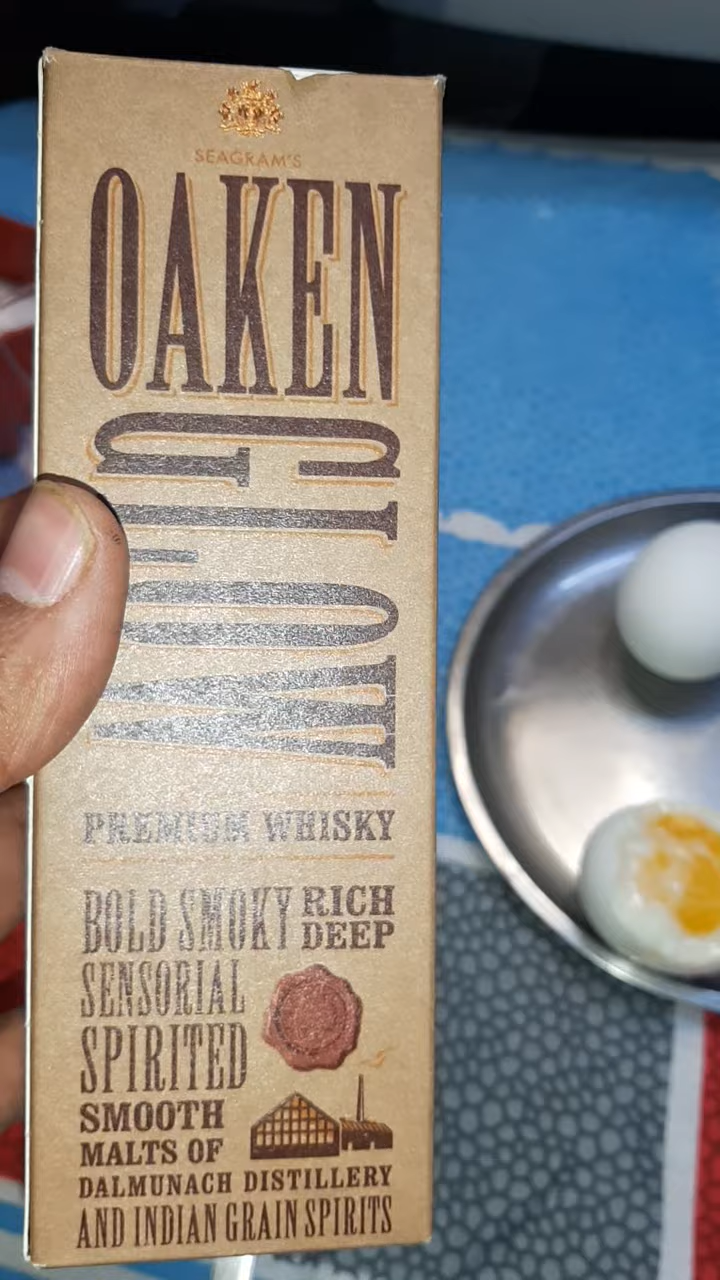 SEAGRAM'S
OAKEN
GLOW
PREMIUM WHISKY
BOLD SMOKY RICH DEEP
SENSORIAL
SPIRITED
SMOOTH
MALTS OF
DALMUNACH DISTILLERY
AND INDIAN GRAIN SPIRITS